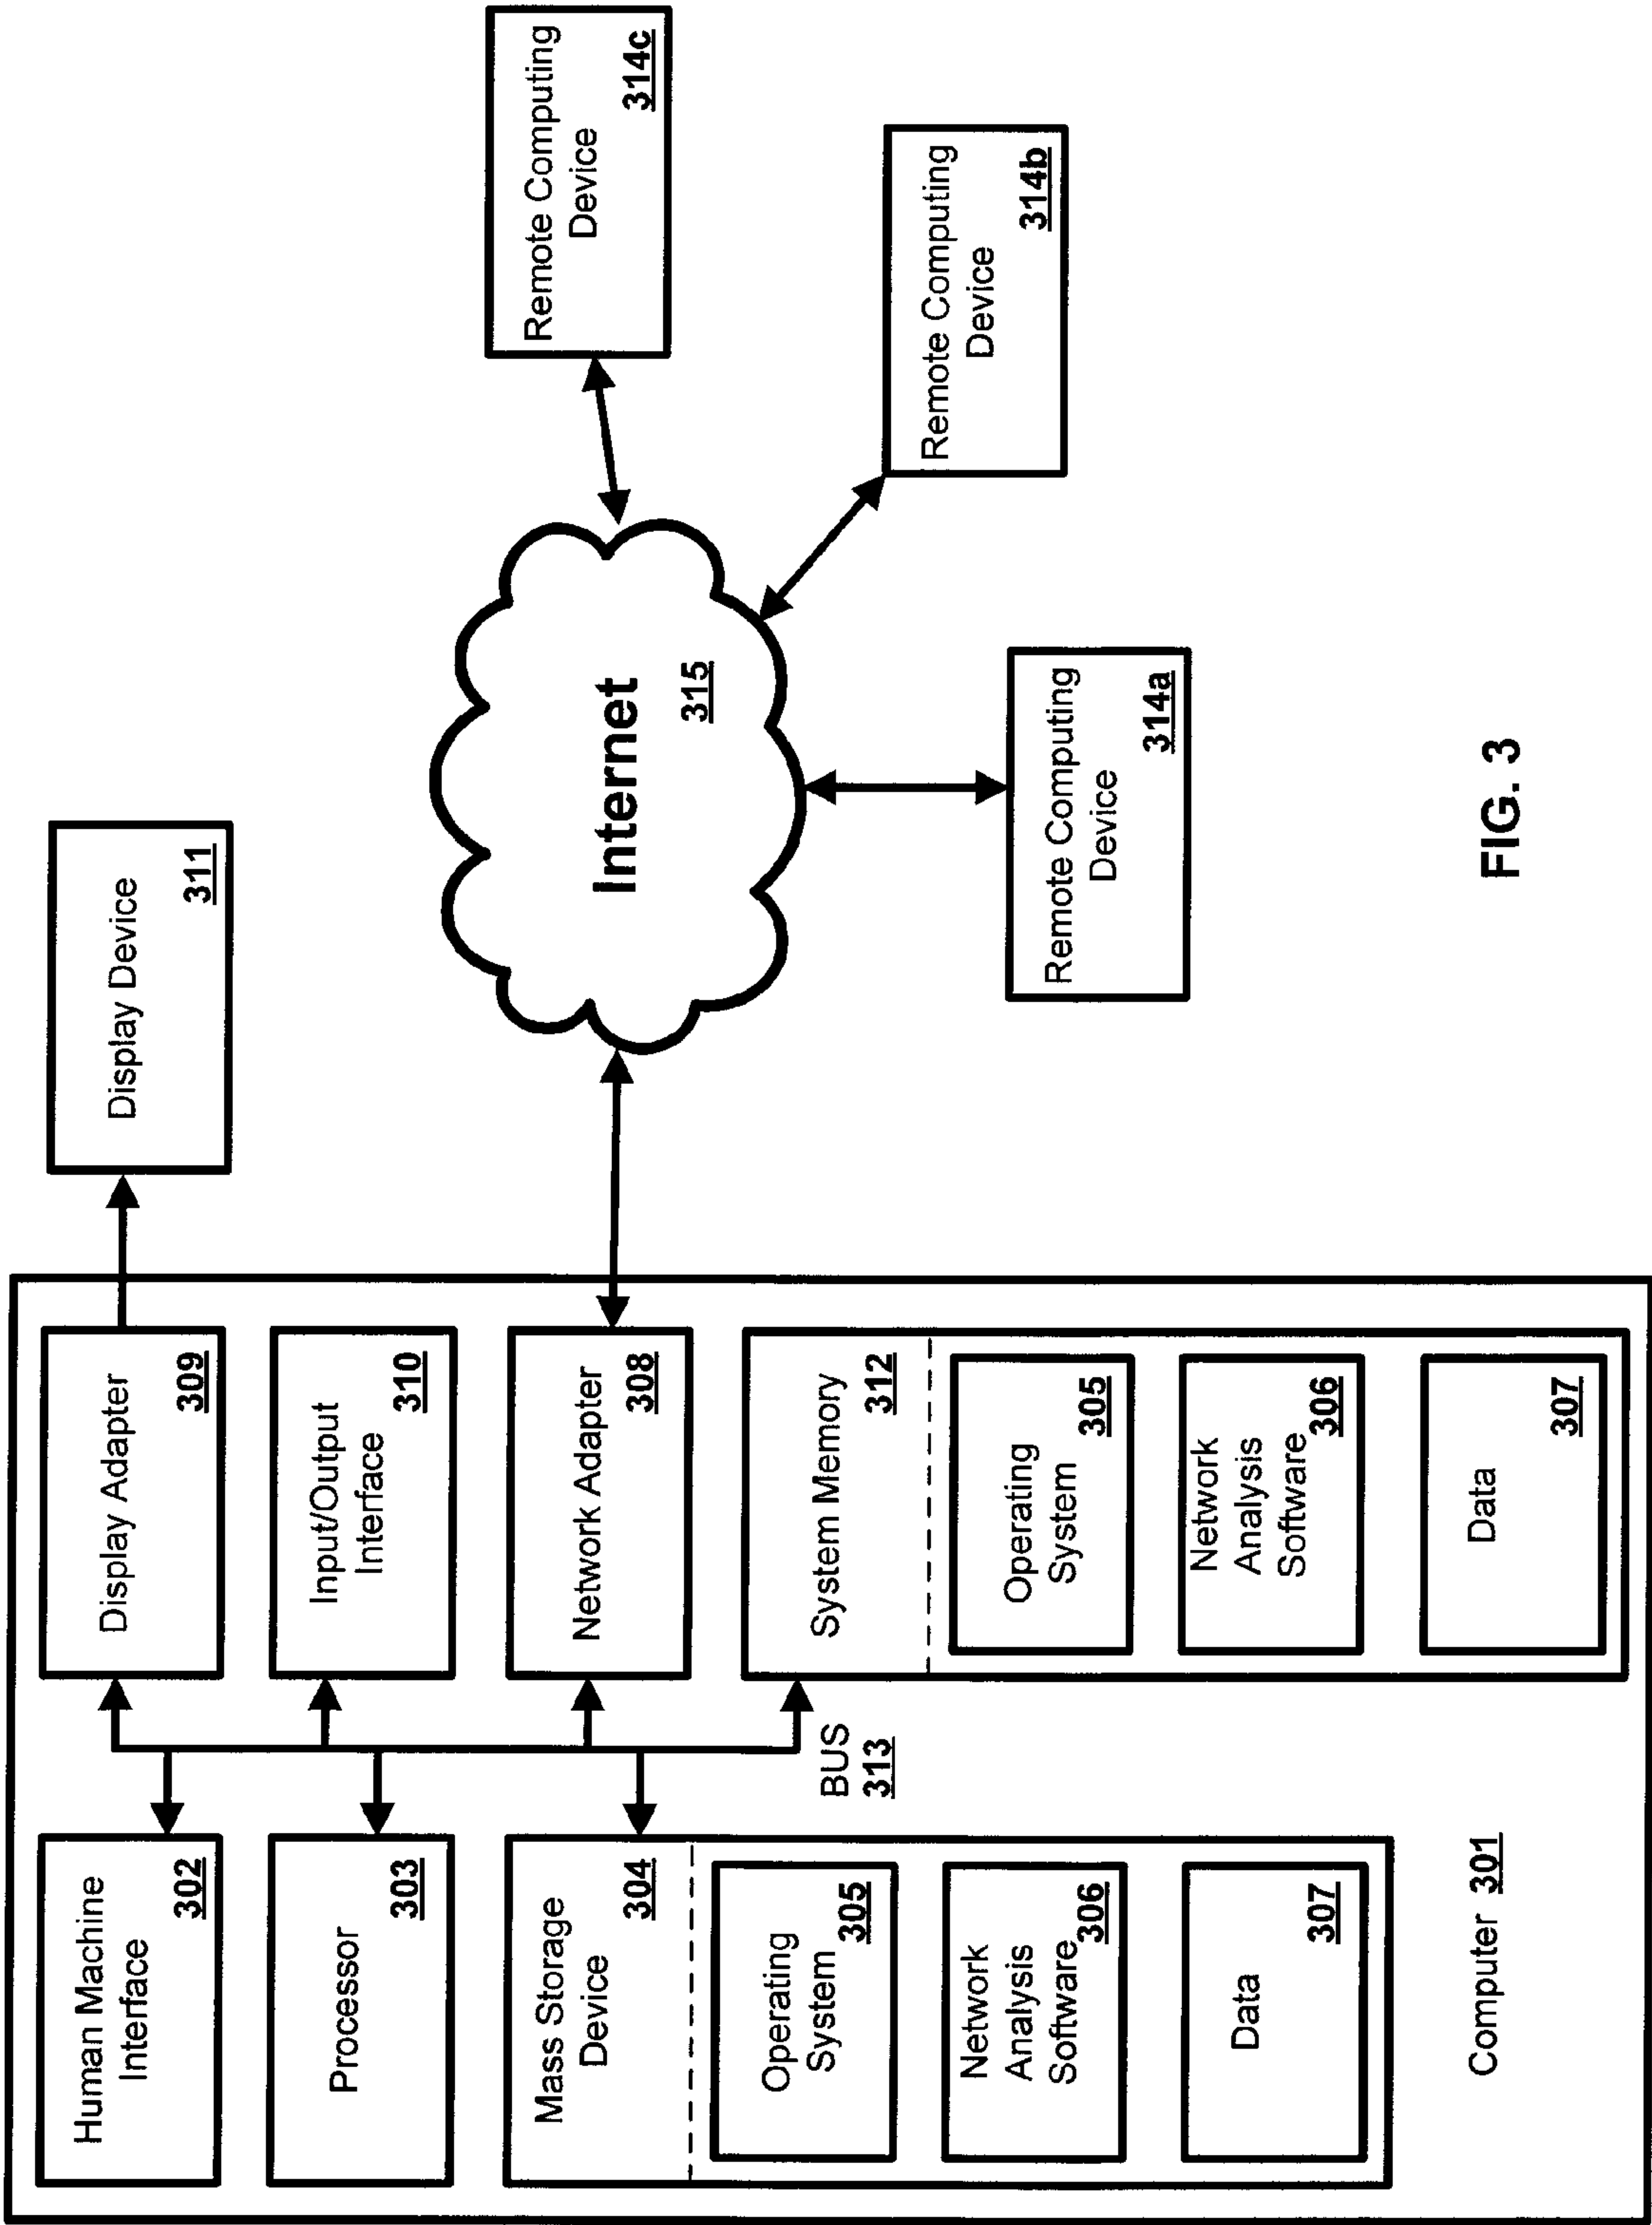 Human Machine
Interface
302
Processor
303
Mass Storage
Device
304
Operating
System
305
Network
Analysis
Software
306
Data
307
Computer 301
BUS
313
Display Adapter
309
Input/Output
Interface
310
Network Adapter
308
System Memory
312
Operating
System
305
Network
Analysis
Software
306
Data
307
Display Device
311
Internet
315
Remote Computing
Device
314a
Remote Computing
Device
314b
Remote Computing
Device
314c
FIG. 3